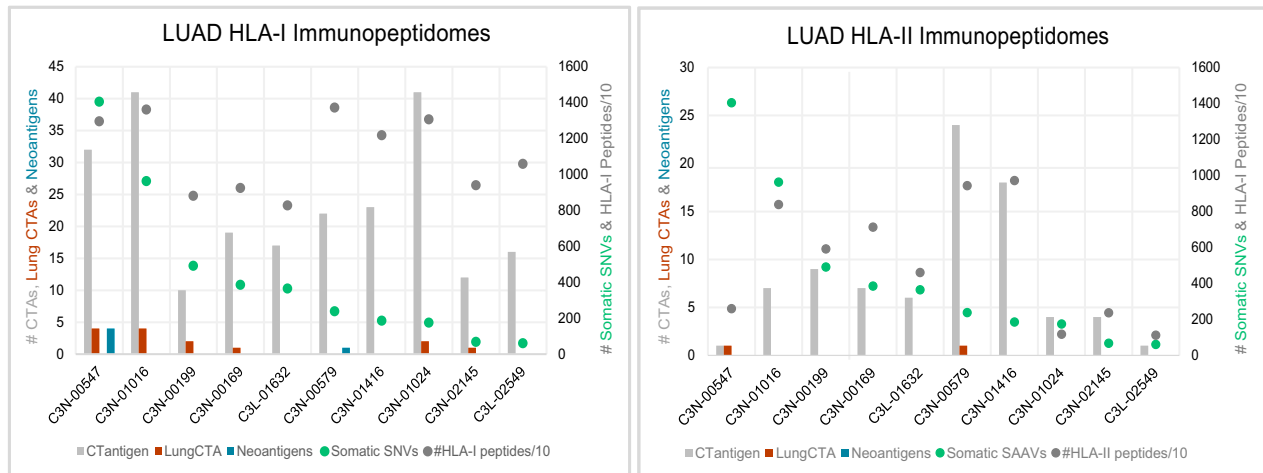 LUAD HLA-I Immunopeptidomes
# CTAs, Lung CTAs & Neoantigens
45
40
35
30
25
20
15
10
5
0
1600
1400
1200
1000
800
600
400
200
0
# Somatic SNVs & HLA-I Peptides/10
C3N-00547
C3N-01016
C3N-00199
C3N-00169
C3L-01632
C3N-00579
C3N-01416
C3N-01024
C3N-02145
C3L-02549
CTantigen LungCTA Neoantigens Somatic SNVs #HLA-I peptides/10
LUAD HLA-II Immunopeptidomes
# CTAs, Lung CTAs & Neoantigens
30
25
20
15
10
5
0
1600
1400
1200
1000
800
600
400
200
0
# Somatic SNVs & HLA-I Peptides/10
C3N-00547
C3N-01016
C3N-00199
C3N-00169
C3L-01632
C3N-00579
C3N-01416
C3N-01024
C3N-02145
C3L-02549
CTantigen LungCTA Neoantigens Somatic SAAVs #HLA-II peptides/10